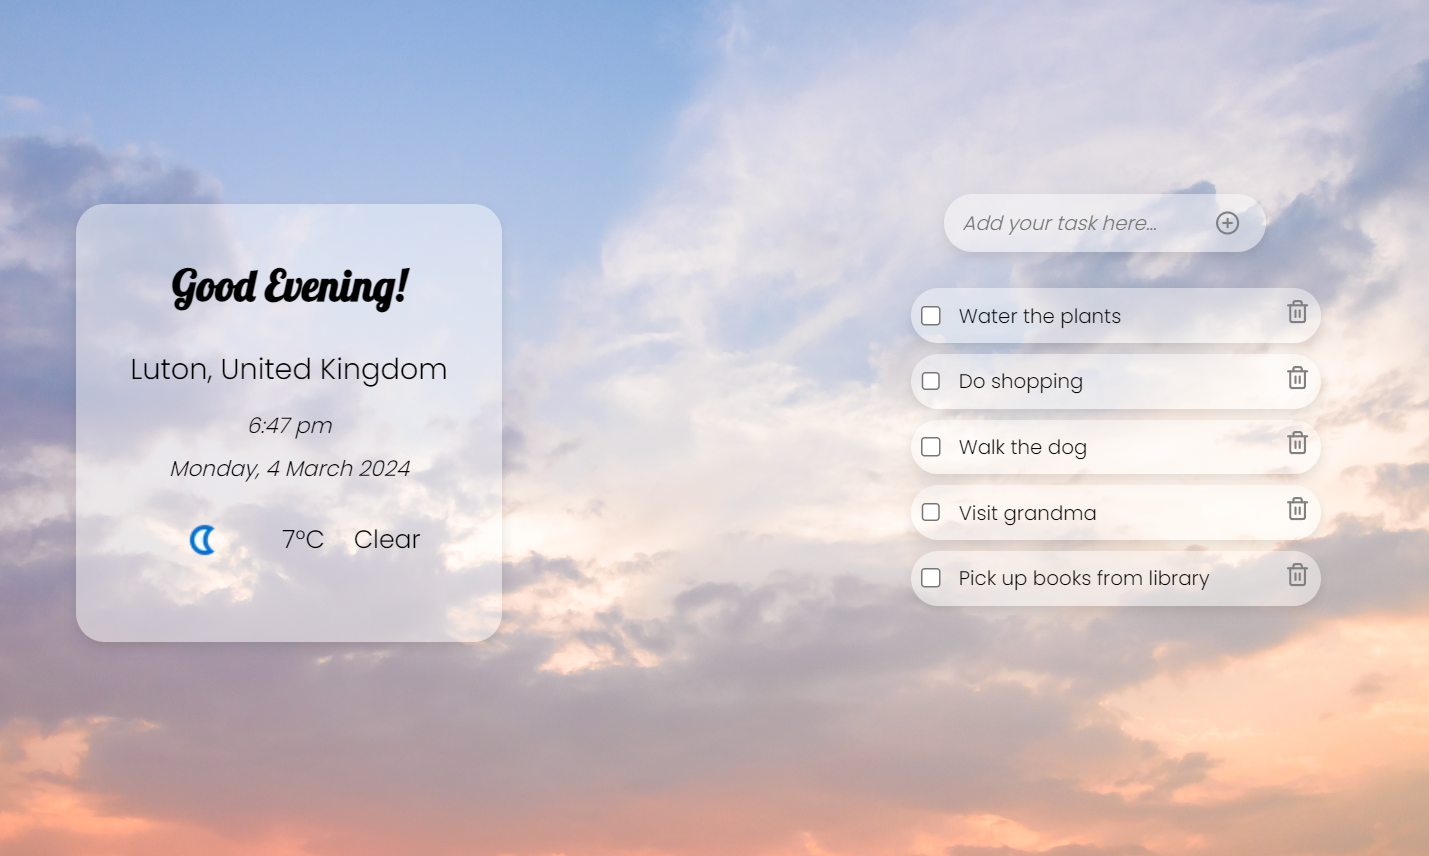 Good Evening!
Luton, United Kingdom
6:47 pm
Monday, 4 March 2024
7°C Clear
Add your task here...
Water the plants
Do shopping
Walk the dog
Visit grandma
Pick up books from library